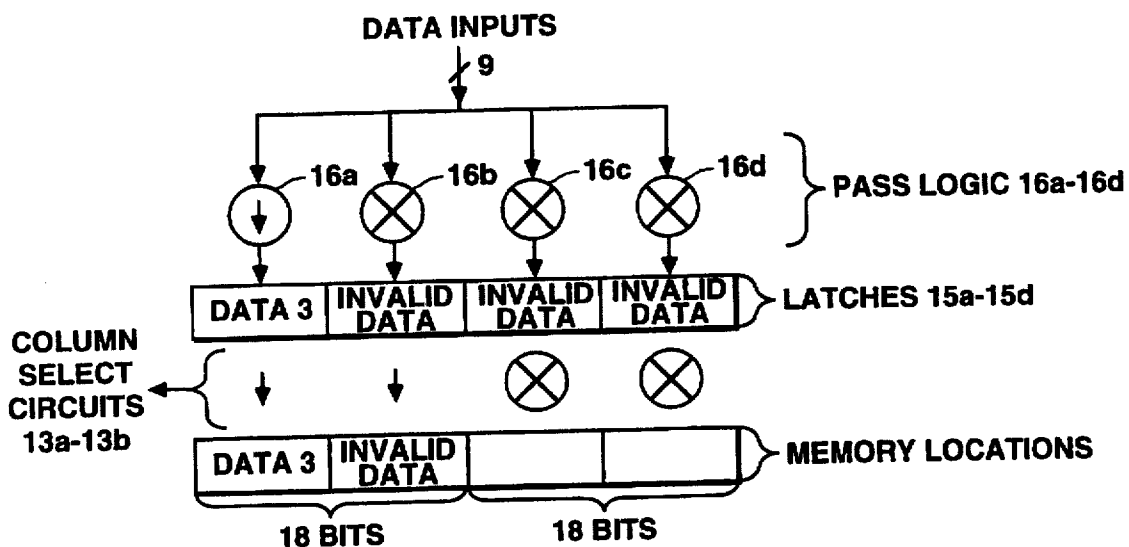 DATA INPUTS
9
16a
16b
16c
16d
PASS LOGIC 16a-16d
DATA 3
INVALID
DATA
INVALID
DATA
INVALID
DATA
LATCHES 15a-15d
COLUMN
SELECT
CIRCUITS
13a-13b
DATA 3
INVALID
DATA
MEMORY LOCATIONS
18 BITS
18 BITS